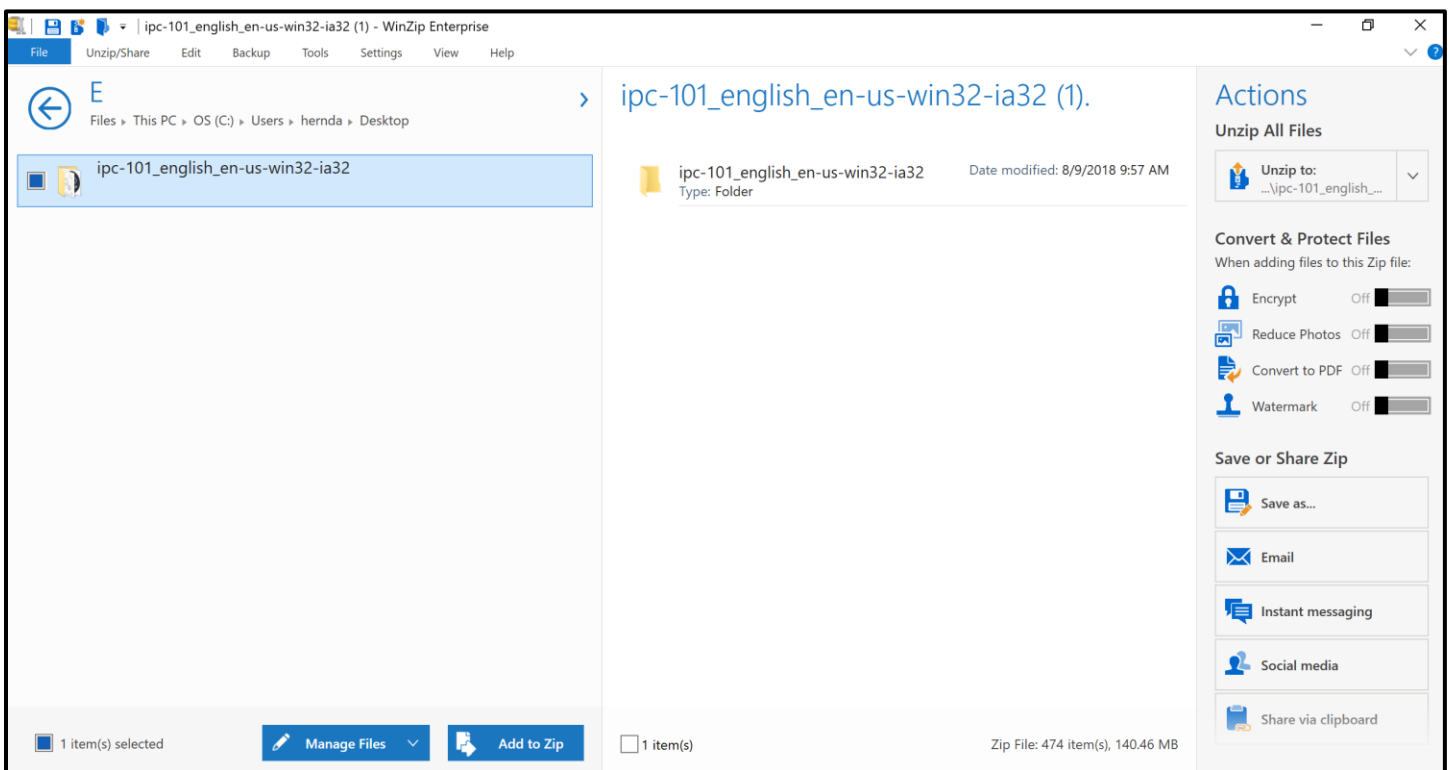 ipc-101_english_en-us-win32-ia32 (1) - WinZip Enterprise
File Unzip/Share Edit Backup Tools Settings View Help
?
E
Files ▸ This PC ▸ OS (C:) ▸ Users ▸ hernda ▸ Desktop
ipc-101_english_en-us-win32-ia32
1 item(s) selected
Manage Files
Add to Zip
ipc-101_english_en-us-win32-ia32 (1).
ipc-101_english_en-us-win32-ia32 Date modified: 8/9/2018 9:57 AM
Type: Folder
1 item(s)
Zip File: 474 item(s), 140.46 MB
Actions
Unzip All Files
Unzip to:
...\ipc-101_english_...
Convert & Protect Files
When adding files to this Zip file:
Encrypt Off
Reduce Photos Off
Convert to PDF Off
Watermark Off
Save or Share Zip
Save as...
Email
Instant messaging
Social media
Share via clipboard